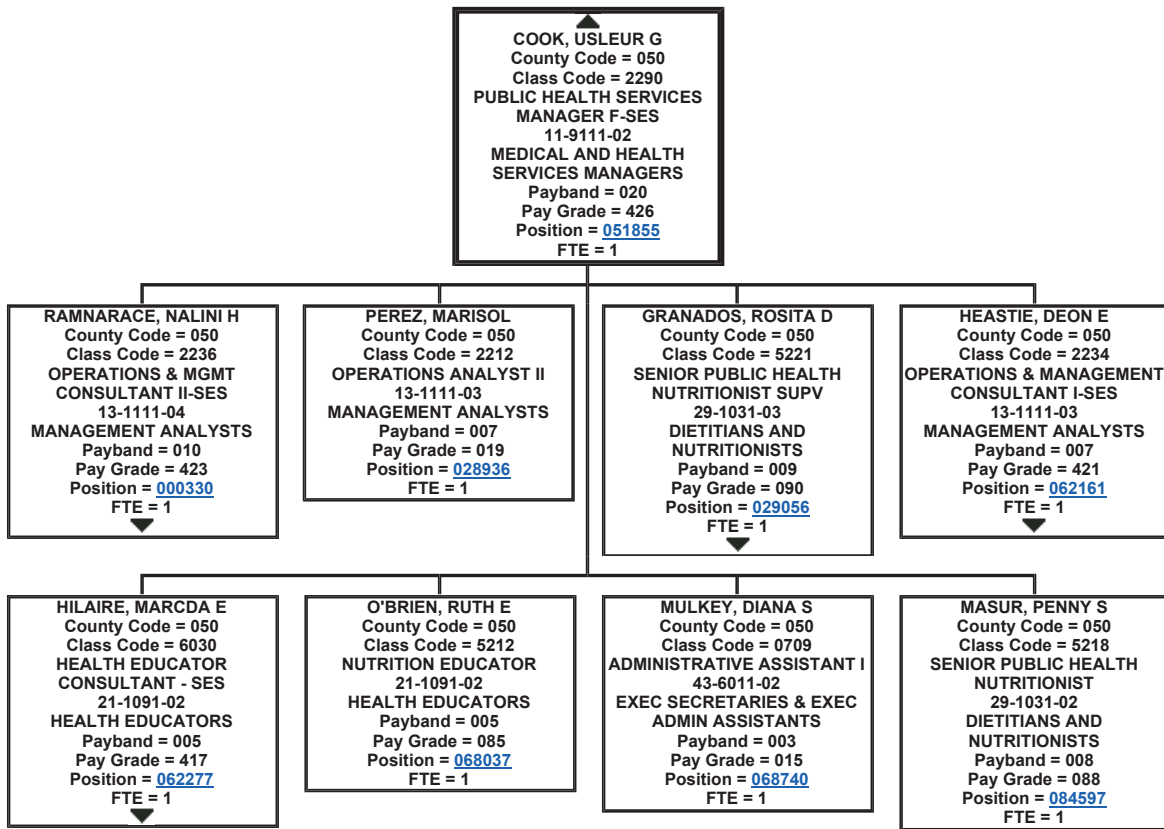 COOK, USLEUR G
County Code = 050
Class Code = 2290
PUBLIC HEALTH SERVICES
MANAGER F-SES
11-9111-02
MEDICAL AND HEALTH
SERVICES MANAGERS
Payband = 020
Pay Grade = 426
Position = 051855
FTE = 1
RAMNARACE, NALINI H
County Code = 050
Class Code = 2236
OPERATIONS & MGMT
CONSULTANT II-SES
13-1111-04
MANAGEMENT ANALYSTS
Payband = 010
Pay Grade = 423
Position = 000330
FTE = 1
PEREZ, MARISOL
County Code = 050
Class Code = 2212
OPERATIONS ANALYST II
13-1111-03
MANAGEMENT ANALYSTS
Payband = 007
Pay Grade = 019
Position = 028936
FTE = 1
GRANADOS, ROSITA D
County Code = 050
Class Code = 5221
SENIOR PUBLIC HEALTH
NUTRITIONIST SUPV
29-1031-03
DIETITIANS AND
NUTRITIONISTS
Payband = 009
Pay Grade = 090
Position = 029056
FTE = 1
HEASTIE, DEON E
County Code = 050
Class Code = 2234
OPERATIONS & MANAGEMENT
CONSULTANT I-SES
13-1111-03
MANAGEMENT ANALYSTS
Payband = 007
Pay Grade = 421
Position = 062161
FTE = 1
HILAIRE, MARCDA E
County Code = 050
Class Code = 6030
HEALTH EDUCATOR
CONSULTANT - SES
21-1091-02
HEALTH EDUCATORS
Payband = 005
Pay Grade = 417
Position = 062277
FTE = 1
O'BRIEN, RUTH E
County Code = 050
Class Code = 5212
NUTRITION EDUCATOR
21-1091-02
HEALTH EDUCATORS
Payband = 005
Pay Grade = 085
Position = 068037
FTE = 1
MULKEY, DIANA S
County Code = 050
Class Code = 0709
ADMINISTRATIVE ASSISTANT I
43-6011-02
EXEC SECRETARIES & EXEC
ADMIN ASSISTANTS
Payband = 003
Pay Grade = 015
Position = 068740
FTE = 1
MASUR, PENNY S
County Code = 050
Class Code = 5218
SENIOR PUBLIC HEALTH
NUTRITIONIST
29-1031-02
DIETITIANS AND
NUTRITIONISTS
Payband = 008
Pay Grade = 088
Position = 084597
FTE = 1